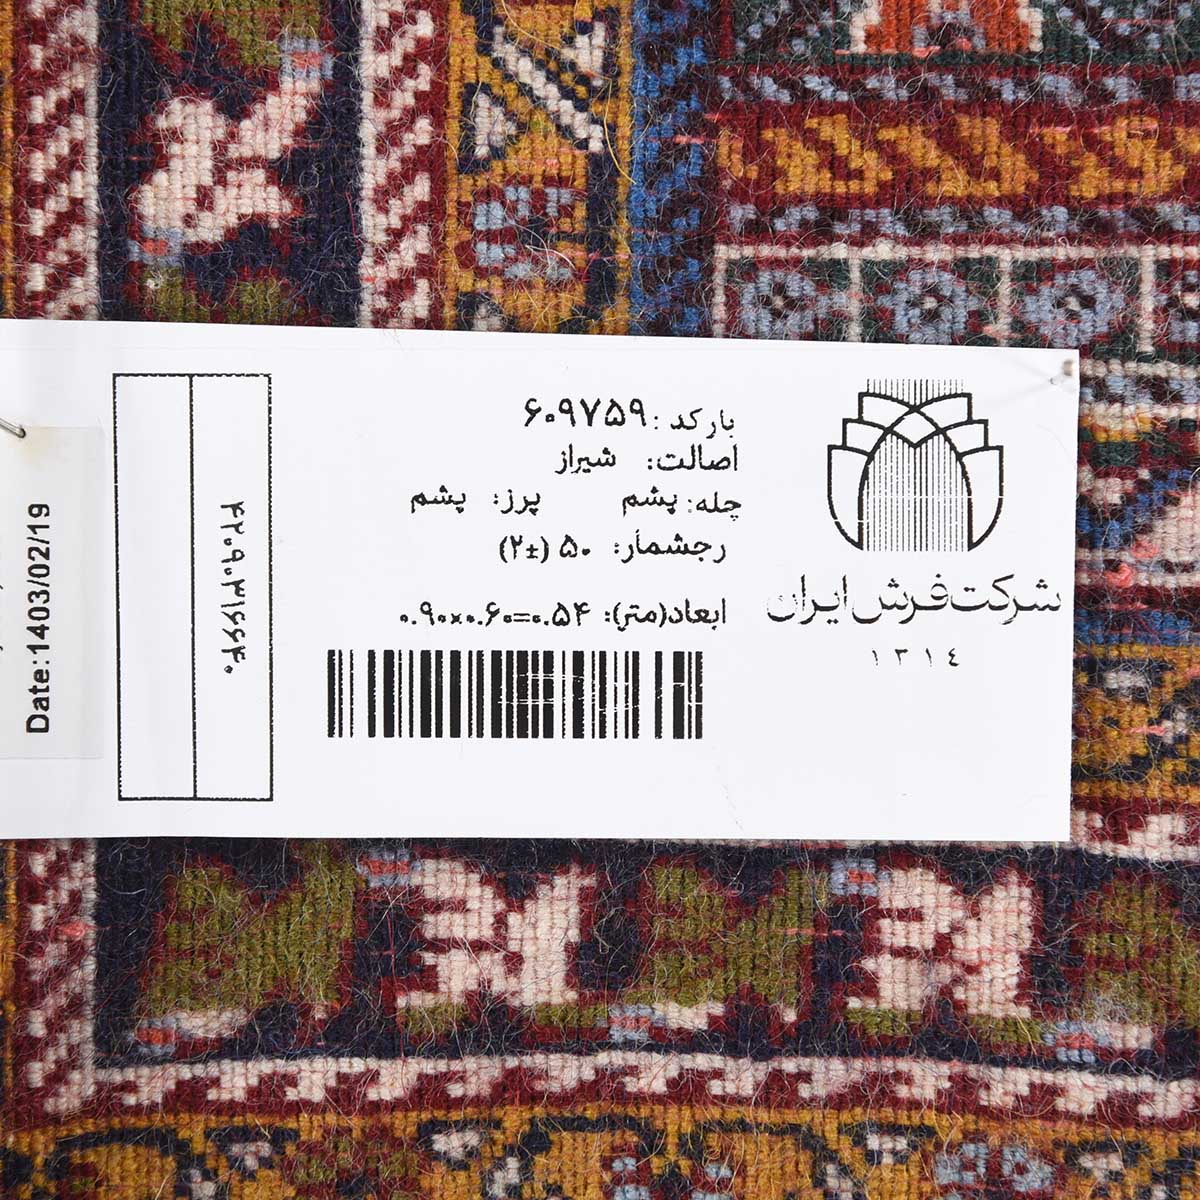 بارکد: ۶۰۹۷۵۹
اصالت: شیراز
چله: پشم پرز: پشم
رجشمار: ۵۰ (±۲)
ابعاد(متر): ۰.۹۰×۰.۶۰=۰.۵۴
شرکت فرش ایران
١٣١٤
۴۲۰۹۰۳۱۶۶۴۰
Date:1403/02/19